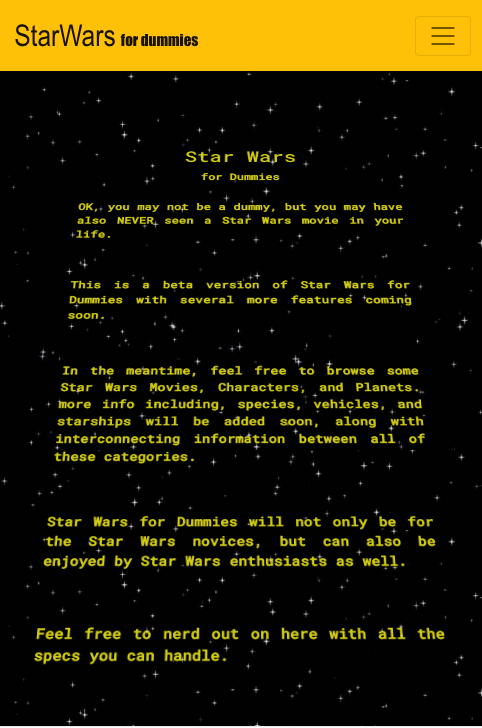 StarWars for dummies
Star Wars
for Dummies
OK, you may not be a dummy, but you may have
also NEVER seen a Star Wars movie in your
life.
This is a beta version of Star Wars for
Dummies with several more features coming
soon.
In the meantime, feel free to browse some
Star Wars Movies, Characters, and Planets.
more info including, species, vehicles, and
starships will be added soon, along with
interconnecting information between all of
these categories.
Star Wars for Dummies will not only be for
the Star Wars novices, but can also be
enjoyed by Star Wars enthusiasts as well.
Feel free to nerd out on here with all the
specs you can handle.